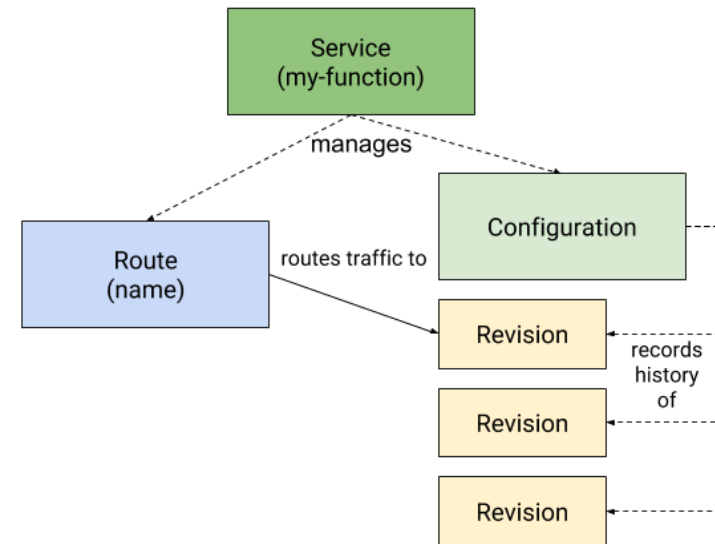 Service
(my-function)
manages
Configuration
Route
(name)
routes traffic to
Revision
records
history
of
Revision
Revision